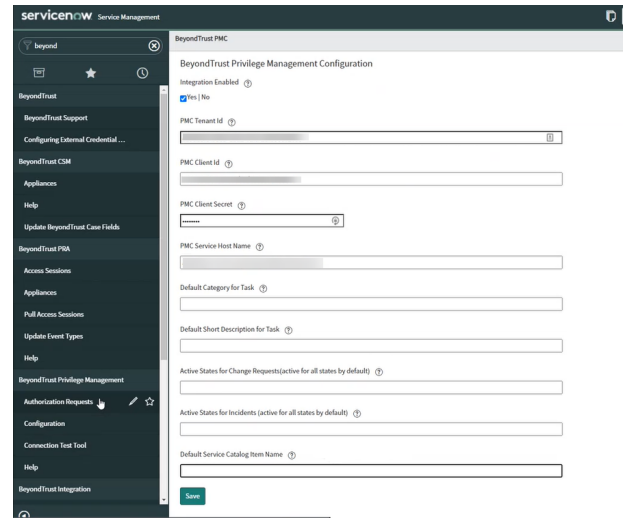 servicenow Service Management
beyond
BeyondTrust
BeyondTrust Support
Configuring External Credential ...
BeyondTrust CSM
Appliances
Help
Update BeyondTrust Case Fields
BeyondTrust PRA
Access Sessions
Appliances
Pull Access Sessions
Update Event Types
Help
BeyondTrust Privilege Management
Authorization Requests
Configuration
Connection Test Tool
Help
BeyondTrust Integration
BeyondTrust PMC
BeyondTrust Privilege Management Configuration
Integration Enabled
Yes | No
PMC Tenant Id
PMC Client Id
PMC Client Secret
PMC Service Host Name
Default Category for Task
Default Short Description for Task
Active States for Change Requests(active for all states by default)
Active States for Incidents (active for all states by default)
Default Service Catalog Item Name
Save